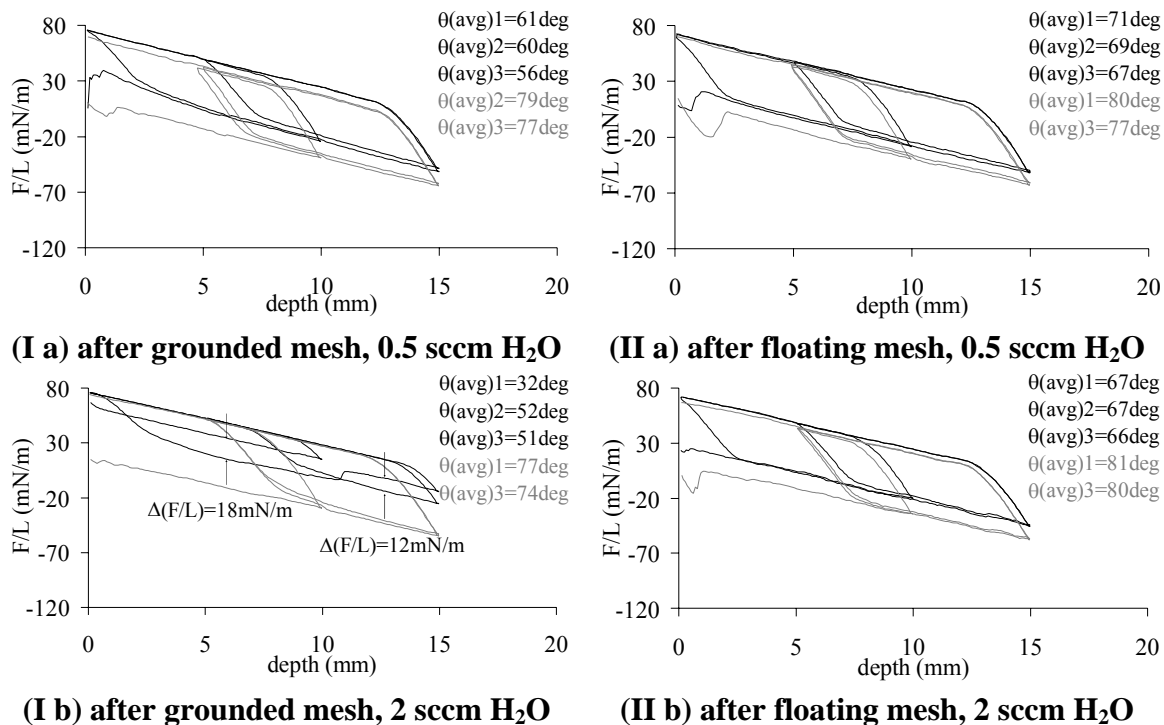 80
30
-20
-70
-120
F/L (mN/m)
0 5 10 15 20
depth (mm)
θ(avg)1=61deg
θ(avg)2=60deg
θ(avg)3=56deg
θ(avg)2=79deg
θ(avg)3=77deg
(I a) after grounded mesh, 0.5 sccm H₂O
80
30
-20
-70
-120
F/L (mN/m)
0 5 10 15 20
depth (mm)
θ(avg)1=71deg
θ(avg)2=69deg
θ(avg)3=67deg
θ(avg)1=80deg
θ(avg)3=77deg
(II a) after floating mesh, 0.5 sccm H₂O
80
30
-20
-70
-120
F/L (mN/m)
0 5 10 15 20
depth (mm)
θ(avg)1=32deg
θ(avg)2=52deg
θ(avg)3=51deg
θ(avg)1=77deg
θ(avg)3=74deg
Δ(F/L)=18mN/m
Δ(F/L)=12mN/m
(I b) after grounded mesh, 2 sccm H₂O
80
30
-20
-70
-120
F/L (mN/m)
0 5 10 15 20
depth (mm)
θ(avg)1=67deg
θ(avg)2=67deg
θ(avg)3=66deg
θ(avg)1=81deg
θ(avg)3=80deg
(II b) after floating mesh, 2 sccm H₂O